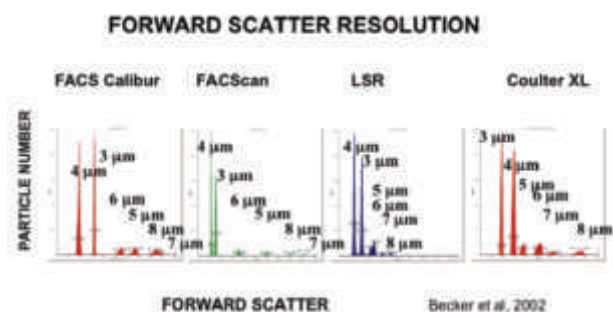 FORWARD SCATTER RESOLUTION
FACS Calibur
FACScan
LSR
Coulter XL
PARTICLE NUMBER
3 µm
4 µm
6 µm
5 µm
8 µm
7 µm
4 µm
3 µm
6 µm
5 µm
8 µm
7 µm
4 µm
3 µm
5 µm
6 µm
7 µm
8 µm
3 µm
4 µm
5 µm
6 µm
7 µm
8 µm
FORWARD SCATTER
Becker et al, 2002